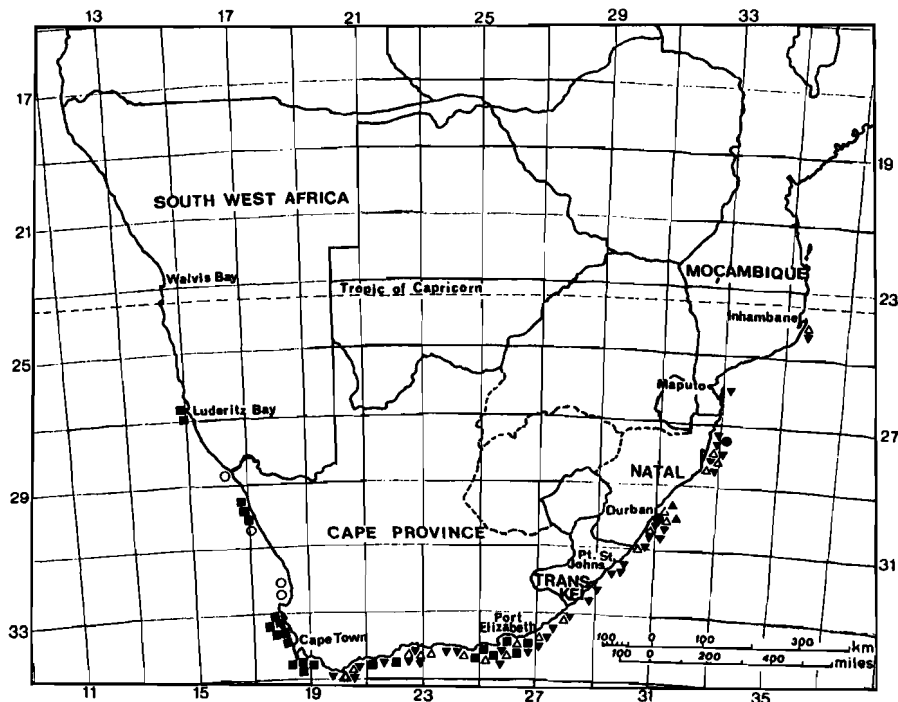 13 17 21 25 29 33
17
19
SOUTH WEST AFRICA
21
MOÇAMBIQUE
Walvis Bay
23
Tropic of Capricorn
Inhambane
25
Maputo
Luderitz Bay
27
NATAL
29
Durban
CAPE PROVINCE
31
Pt. St.
Johns
TRANS
KEI
Port
Elizabeth
33
Cape Town
100 0 100 300
km
100 0 200 400
miles
11 15 19 23 27 31 35